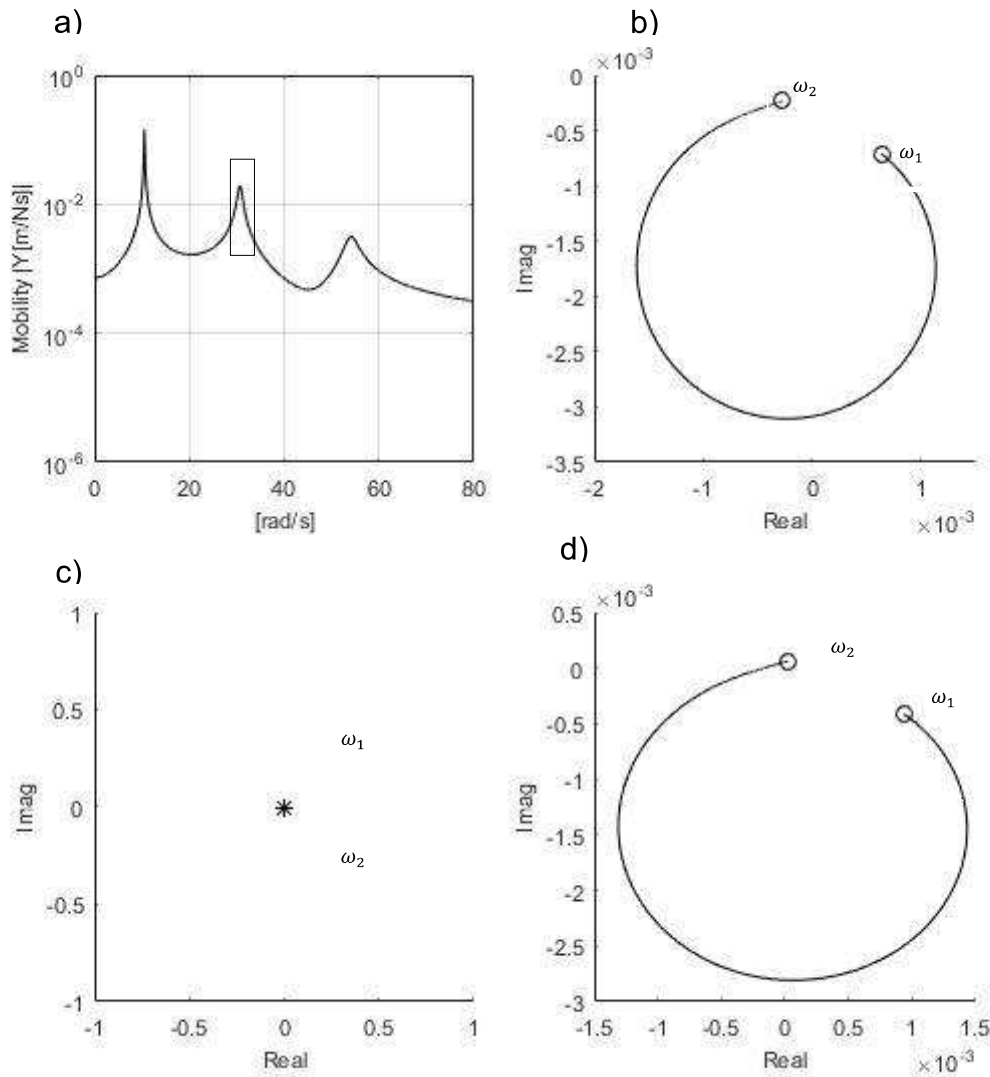 a)
10^0
10^-2
10^-4
10^-6
Mobility |Y[m/Ns]|
0 20 40 60 80
[rad/s]
b)
×10^-3
0
-0.5
-1
-1.5
-2
-2.5
-3
-3.5
Imag
ω₂
ω₁
-2 -1 0 1
Real
×10^-3
c)
1
0.5
0
-0.5
-1
Imag
ω₁
ω₂
-1 -0.5 0 0.5 1
Real
d)
×10^-3
0.5
0
-0.5
-1
-1.5
-2
-2.5
-3
Imag
ω₂
ω₁
-1.5 -1 -0.5 0 0.5 1 1.5
Real
×10^-3